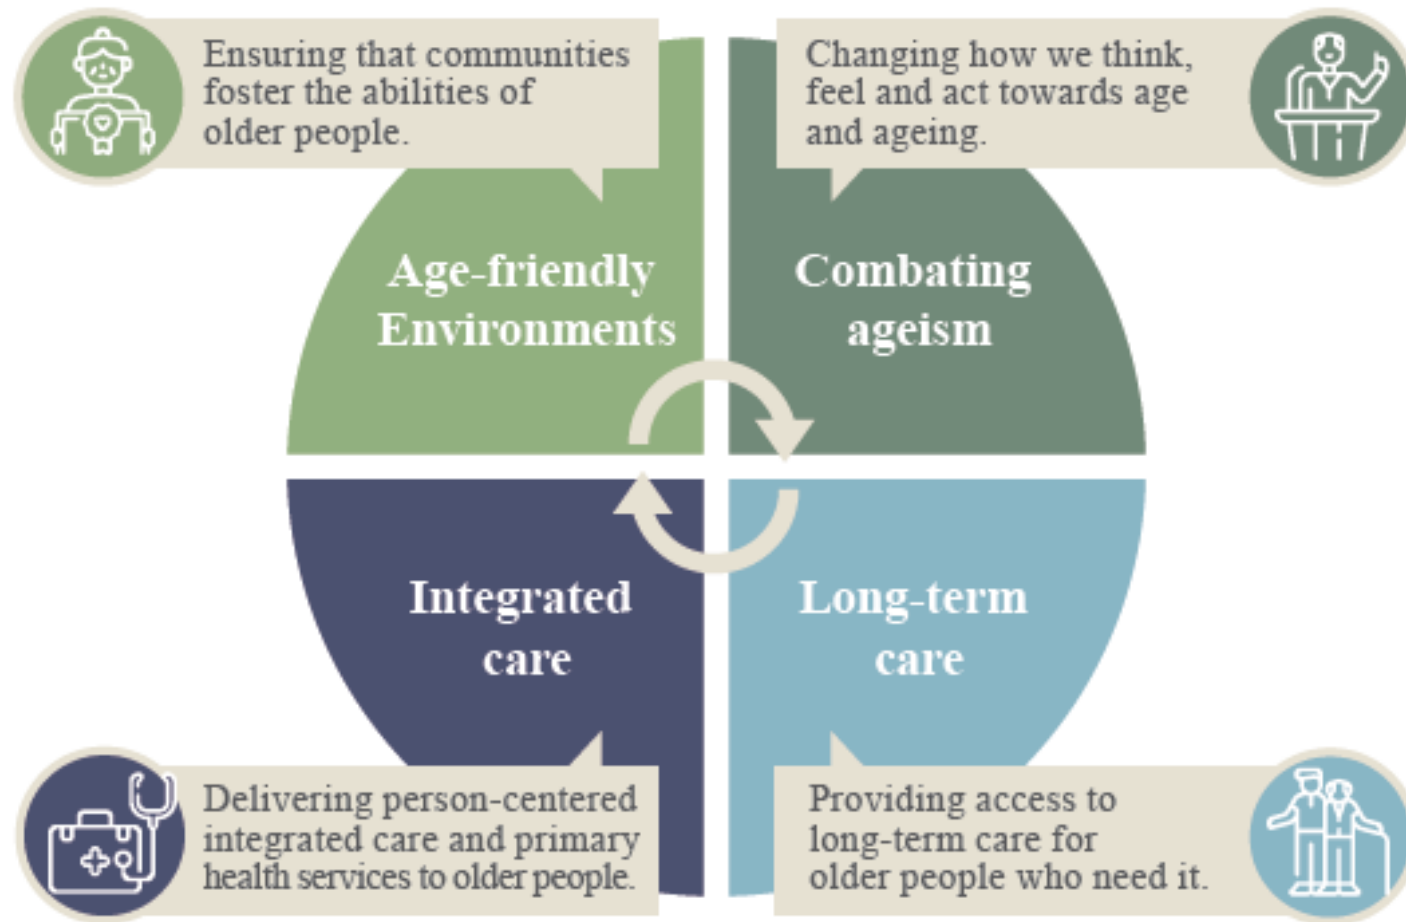 Ensuring that communities
foster the abilities of
older people.
Changing how we think,
feel and act towards age
and ageing.
Age-friendly
Environments
Combating
ageism
Integrated
care
Long-term
care
Delivering person-centered
integrated care and primary
health services to older people.
Providing access to
long-term care for
older people who need it.